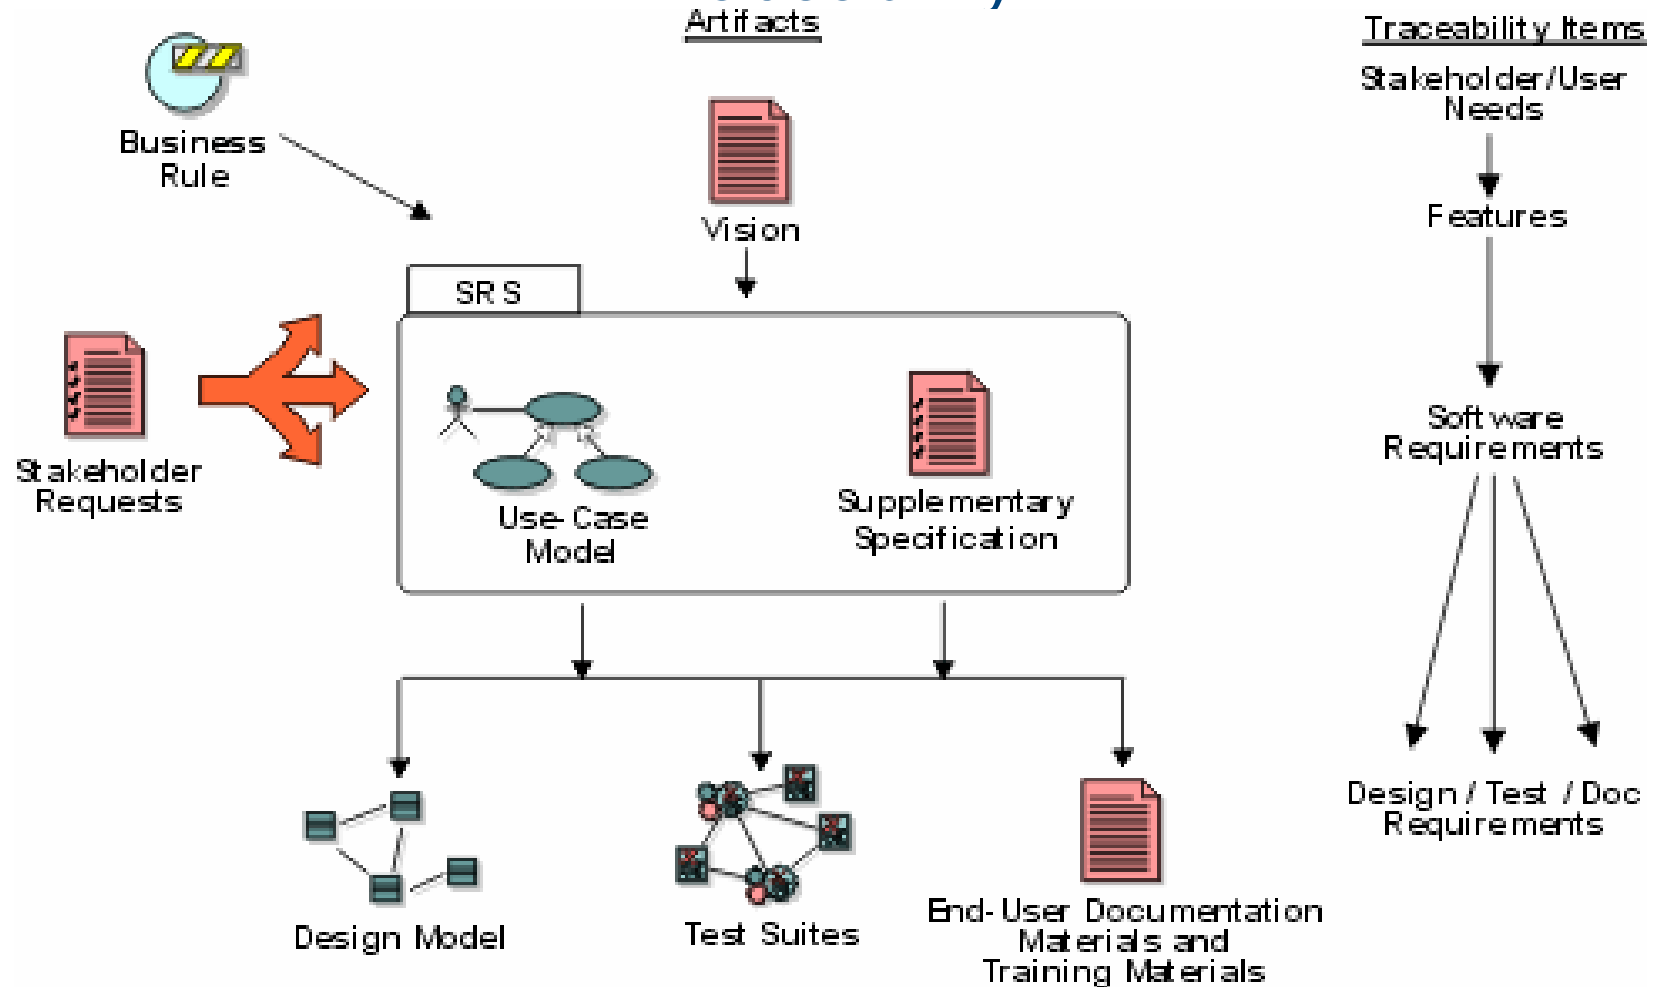 Artifacts
Traceability Items
Stakeholder/User
Needs
Business
Rule
Vision
Features
SRS
Stakeholder
Requests
Use-Case
Model
Supplementary
Specification
Software
Requirements
Design / Test / Doc
Requirements
Design Model
Test Suites
End-User Documentation
Materials and
Training Materials